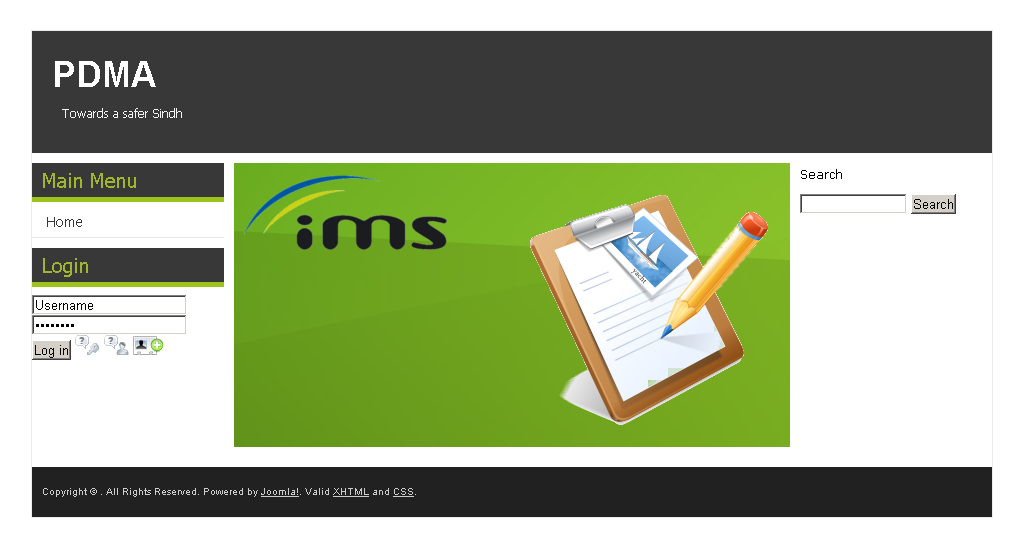 PDMA
Towards a safer Sindh
Main Menu
Home
Login
Username
Log in
ims
yacht
Search
Search
Copyright © . All Rights Reserved. Powered by Joomla!. Valid XHTML and CSS.